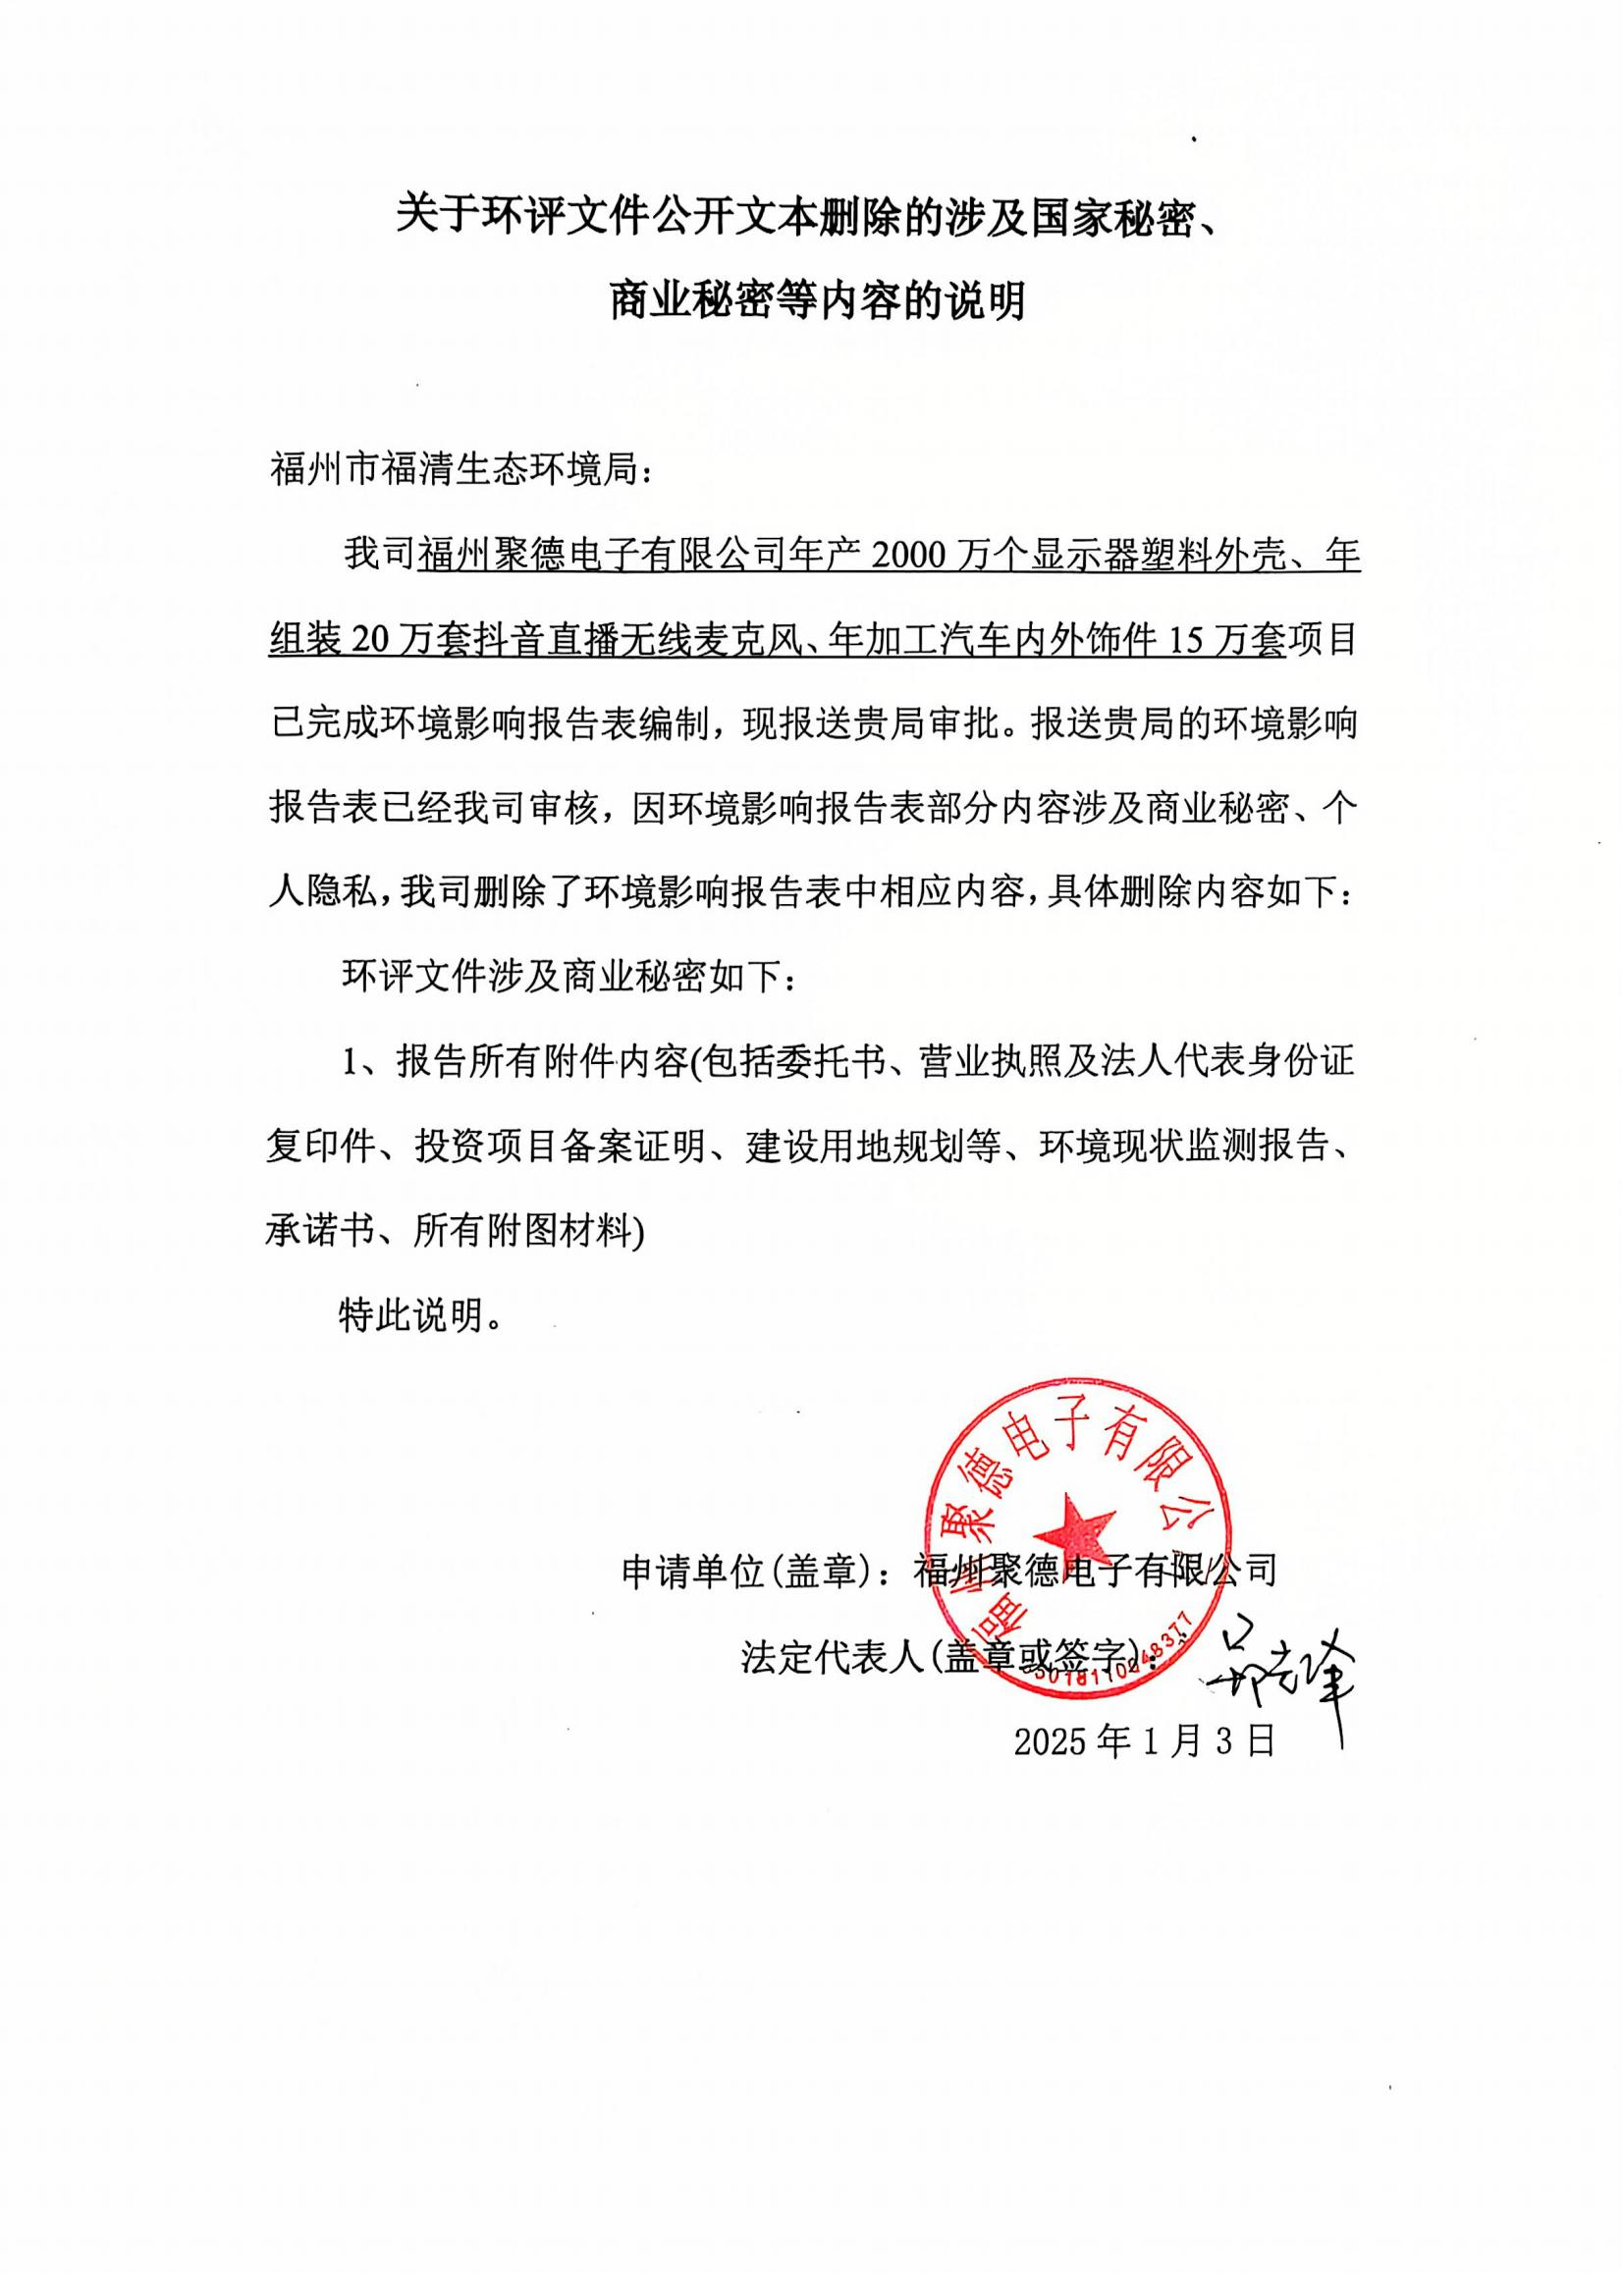 关于环评文件公开文本删除的涉及国家秘密、
商业秘密等内容的说明
福州市福清生态环境局：
我司福州聚德电子有限公司年产 2000 万个显示器塑料外壳、年
组装 20 万套抖音直播无线麦克风、年加工汽车内外饰件 15 万套项目
已完成环境影响报告表编制，现报送贵局审批。报送贵局的环境影响
报告表已经我司审核，因环境影响报告表部分内容涉及商业秘密、个
人隐私，我司删除了环境影响报告表中相应内容，具体删除内容如下：
环评文件涉及商业秘密如下：
1、报告所有附件内容(包括委托书、营业执照及法人代表身份证
复印件、投资项目备案证明、建设用地规划等、环境现状监测报告、
承诺书、所有附图材料)
特此说明。
福州聚德电子有限公司
申请单位(盖章)：福州聚德电子有限公司
法定代表人(盖章或签字)：
2025 年 1 月 3 日